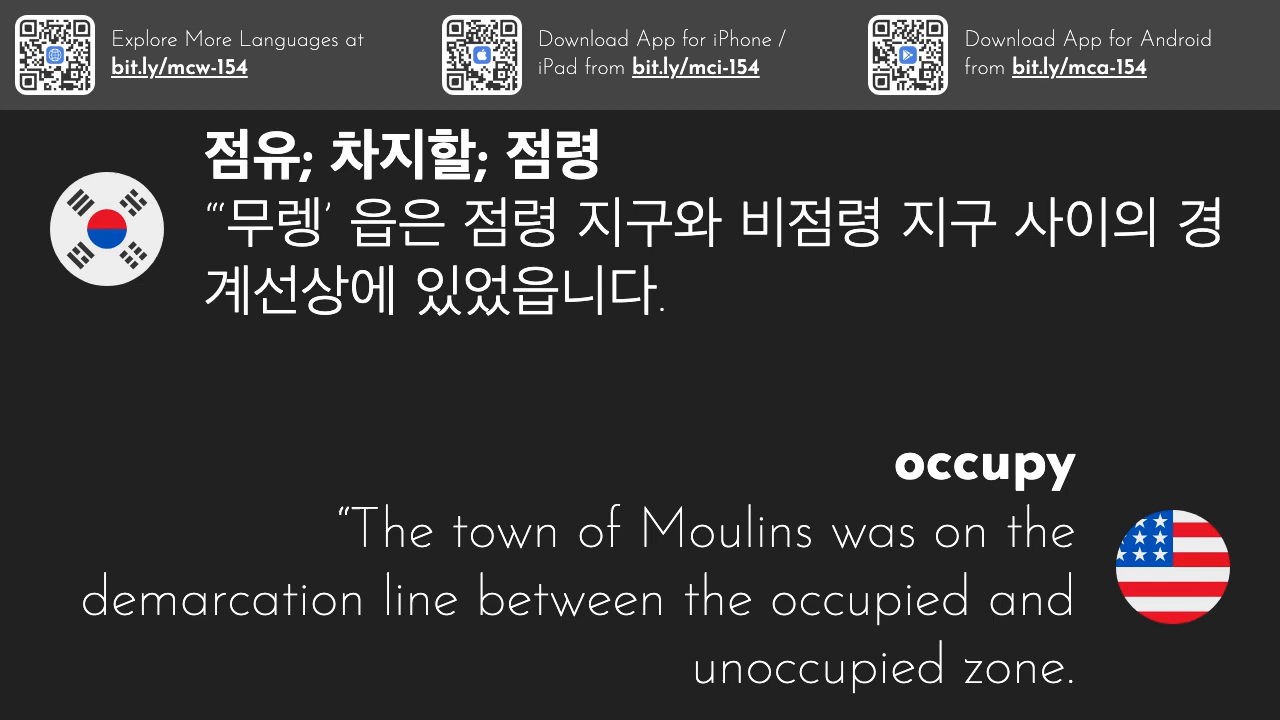 Explore More Languages at
bit.ly/mcw-154
Download App for iPhone /
iPad from bit.ly/mci-154
Download App for Android
from bit.ly/mca-154
점유; 차지할; 점령
“‘무렝’ 읍은 점령 지구와 비점령 지구 사이의 경
계선상에 있었읍니다.
occupy
“The town of Moulins was on the
demarcation line between the occupied and
unoccupied zone.